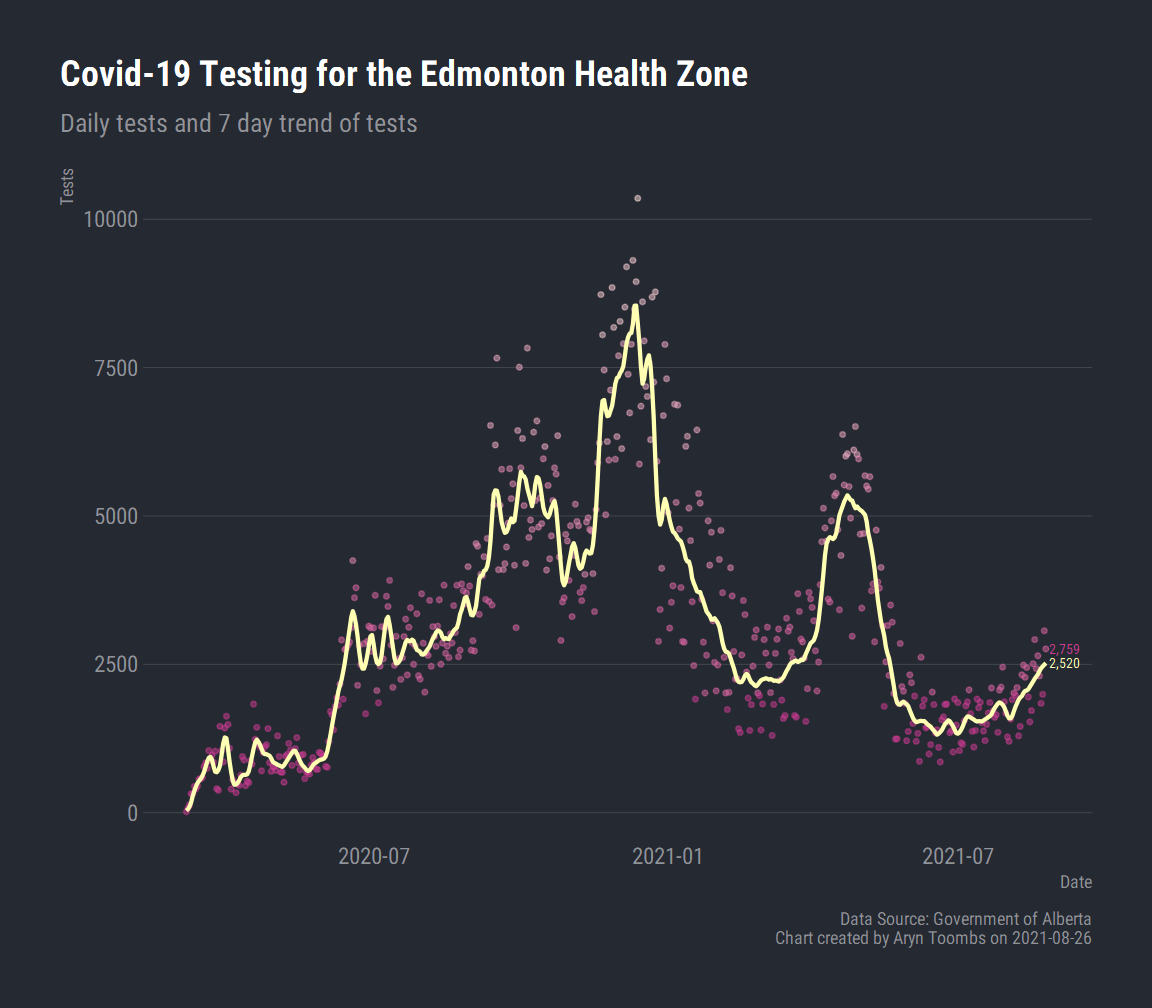 Covid-19 Testing for the Edmonton Health Zone
Daily tests and 7 day trend of tests
Tests
10000
7500
5000
2500
0
2,759
2,520
2020-07
2021-01
2021-07
Date
Data Source: Government of Alberta
Chart created by Aryn Toombs on 2021-08-26